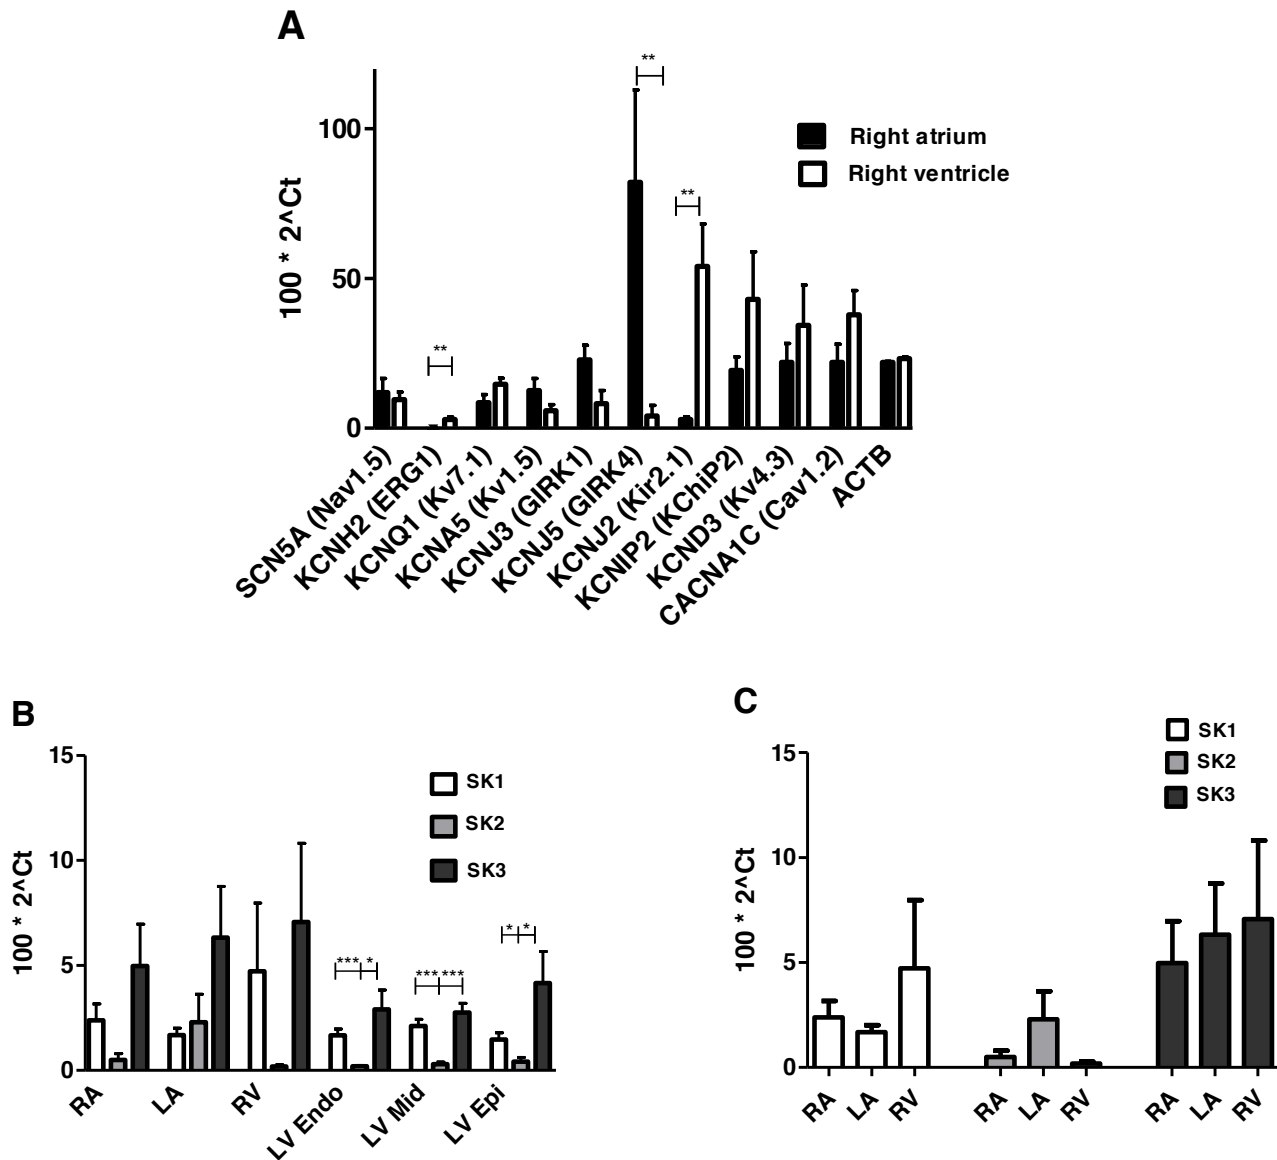 A
**
100
Right atrium
Right ventricle
100 * 2^Ct
**
50
**
0
SCN5A (Nav1.5)
KCNH2 (ERG1)
KCNQ1 (Kv7.1)
KCNA5 (Kv1.5)
KCNJ3 (GIRK1)
KCNJ5 (GIRK4)
KCNJ2 (Kir2.1)
KCNIP2 (KChiP2)
KCND3 (Kv4.3)
CACNA1C (Cav1.2)
ACTB
B
15
SK1
SK2
SK3
10
100 * 2^Ct
5
0
*** *
*** ***
* *
RA
LA
RV
LV Endo
LV Mid
LV Epi
C
SK1
SK2
SK3
15
10
100 * 2^Ct
5
0
RA
LA
RV
RA
LA
RV
RA
LA
RV